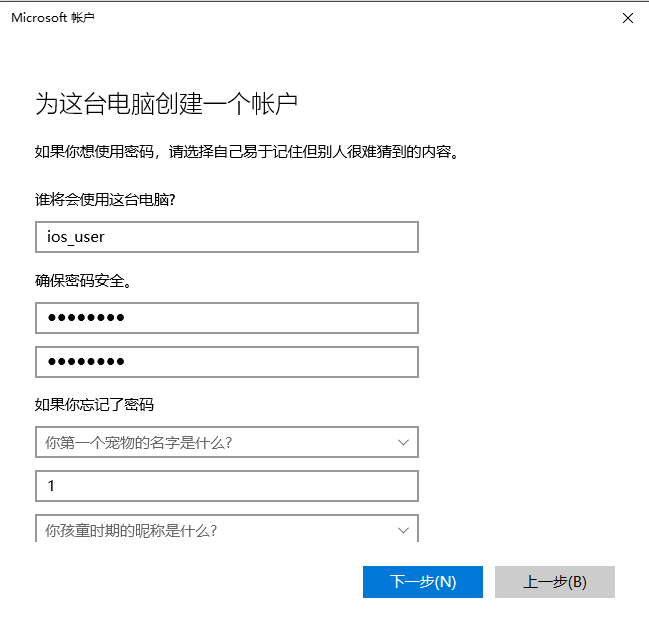 Microsoft 帐户
为这台电脑创建一个帐户
如果你想使用密码，请选择自己易于记住但别人很难猜到的内容。
谁将会使用这台电脑?
ios_user
确保密码安全。
●●●●●●●●
●●●●●●●●
如果你忘记了密码
你第一个宠物的名字是什么?
1
你孩童时期的昵称是什么?
下一步(N)
上一步(B)